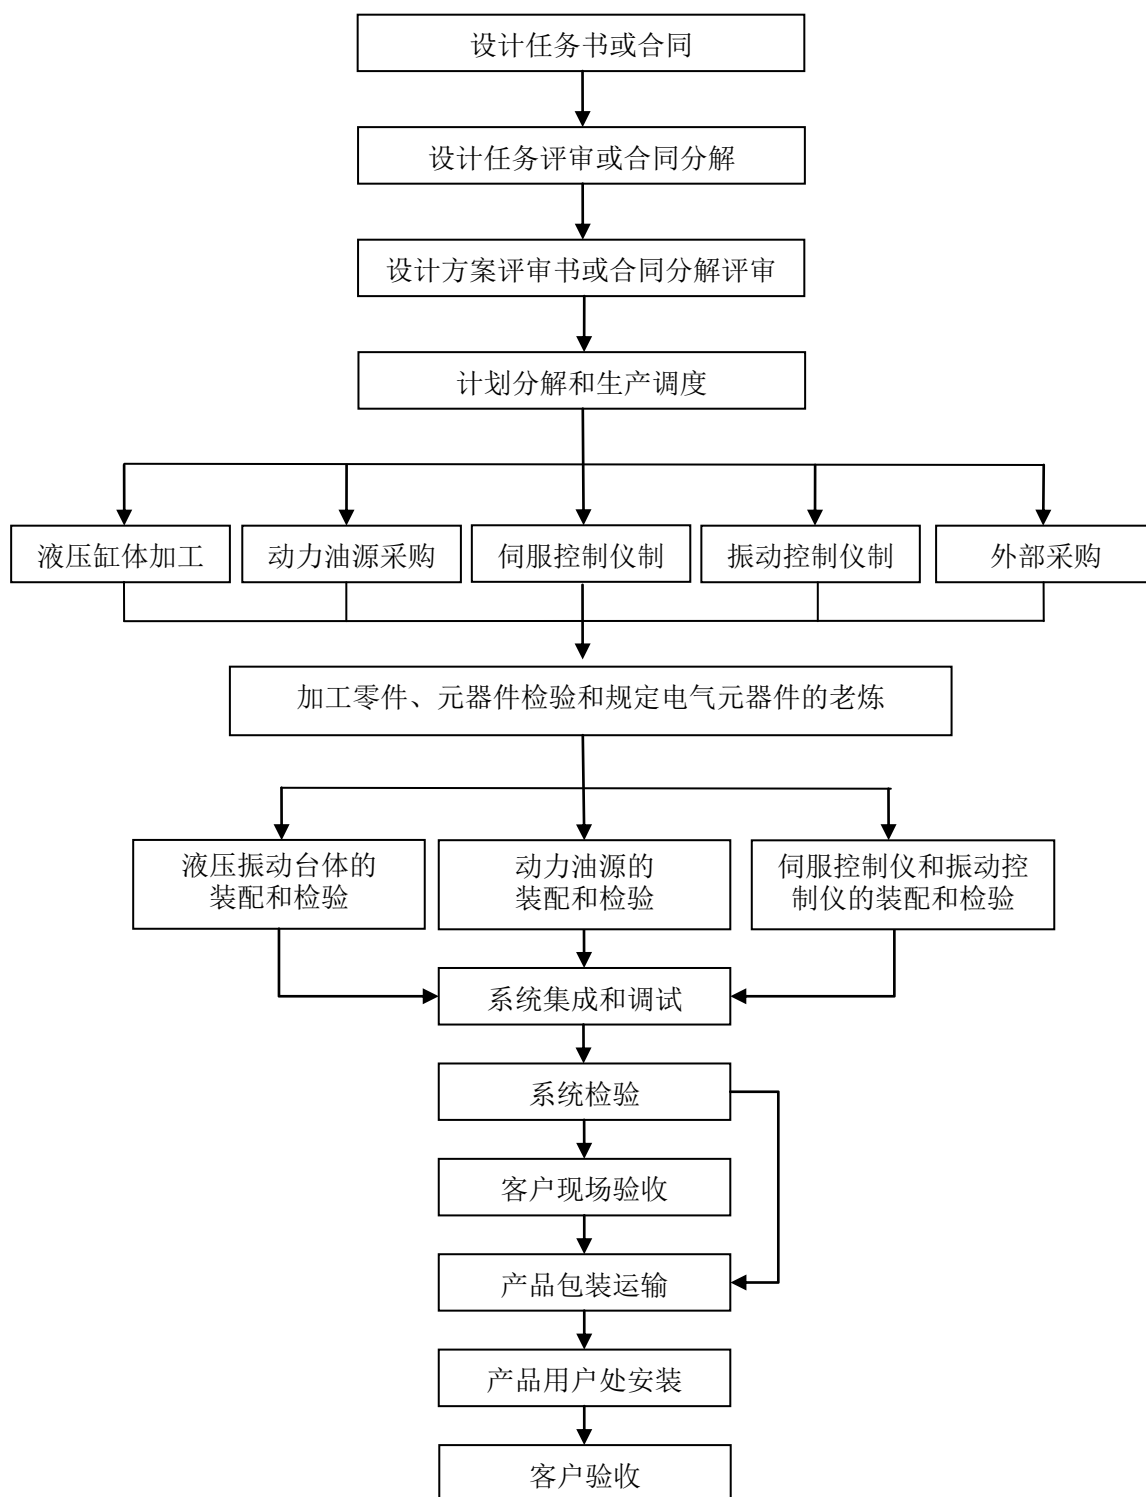 设计任务书或合同
设计任务评审或合同分解
设计方案评审书或合同分解评审
计划分解和生产调度
液压缸体加工
动力油源采购
伺服控制仪制
振动控制仪制
外部采购
加工零件、元器件检验和规定电气元器件的老炼
液压振动台体的
装配和检验
动力油源的
装配和检验
伺服控制仪和振动控
制仪的装配和检验
系统集成和调试
系统检验
客户现场验收
产品包装运输
产品用户处安装
客户验收